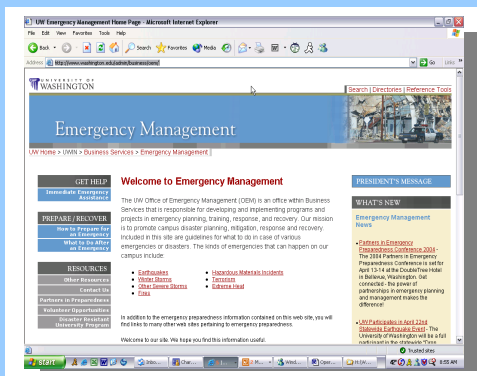 UW Emergency Management Home Page - Microsoft Internet Explorer
File Edit View Favorites Tools Help
Back Search Favorites Media
Address http://www.washington.edu/admin/business/oem/ Go Links
UNIVERSITY OF
WASHINGTON
Search | Directories | Reference Tools
Emergency Management
UW Home > UWIN > Business Services > Emergency Management
GET HELP
Immediate Emergency
Assistance
PREPARE / RECOVER
How to Prepare for
an Emergency
What to Do After
an Emergency
RESOURCES
Other Resources
Contact Us
Partners in Preparedness
Volunteer Opportunities
Disaster Resistant
University Program
Welcome to Emergency Management
The UW Office of Emergency Management (OEM) is an office within Business
Services that is responsible for developing and implementing programs and
projects in emergency planning, training, response, and recovery. Our mission
is to promote campus disaster planning, mitigation, response and recovery.
Included in this site are guidelines for what to do in case of various
emergencies or disasters. The kinds of emergencies that can happen on our
campus include:
Earthquakes
Winter Storms
Other Severe Storms
Fires
Hazardous Materials Incidents
Terrorism
Extreme Heat
In addition to the emergency preparedness information contained on this web site, you will
find links to many other web sites pertaining to emergency preparedness.
Welcome to our site. We hope you find this information useful.
PRESIDENT'S MESSAGE
WHAT'S NEW
Emergency Management
News
Partners in Emergency
Preparedness Conference 2004 -
The 2004 Partners in Emergency
Preparedness Conference is set for
April 13-14 at the DoubleTree Hotel
in Bellevue, Washington. Get
connected - the power of
partnerships in emergency planning
and management makes the
difference!
UW Participates in April 22nd
Statewide Earthquake Event - The
University of Washington will be a full
participant in the statewide "Drop,
Trusted sites
start Inbo... Char... Wind... Oper... 8:55 AM